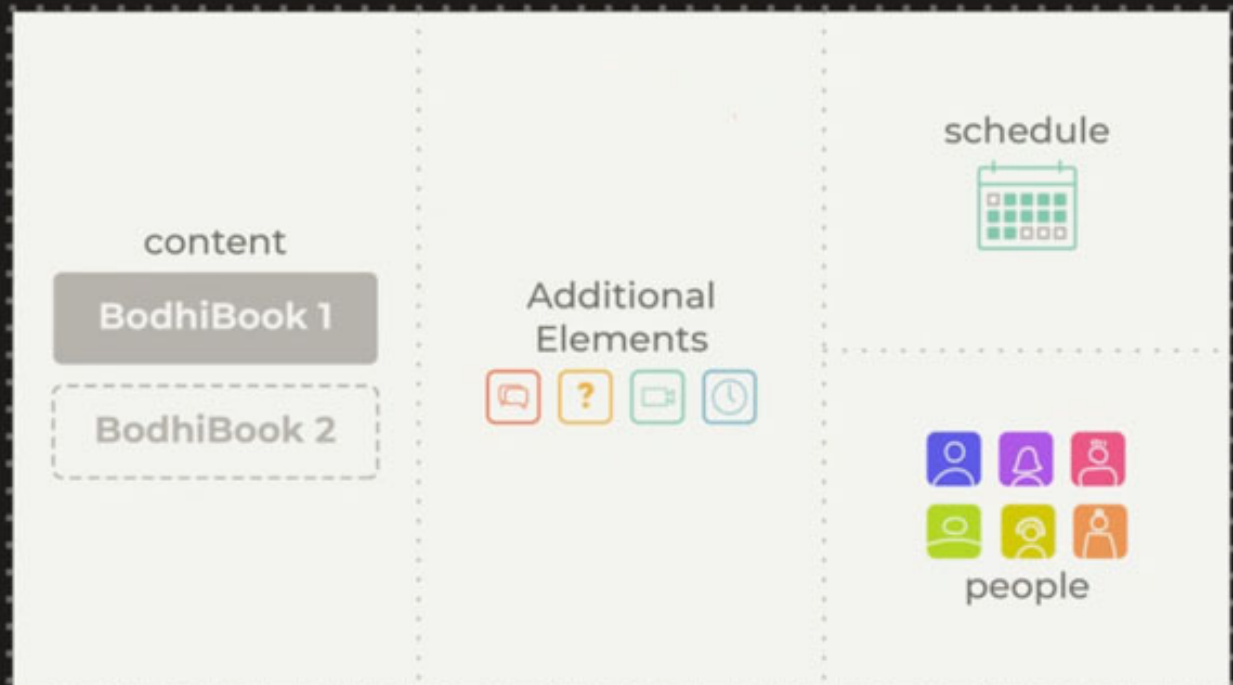 content
BodhiBook 1
BodhiBook 2
Additional
Elements
?
schedule
people